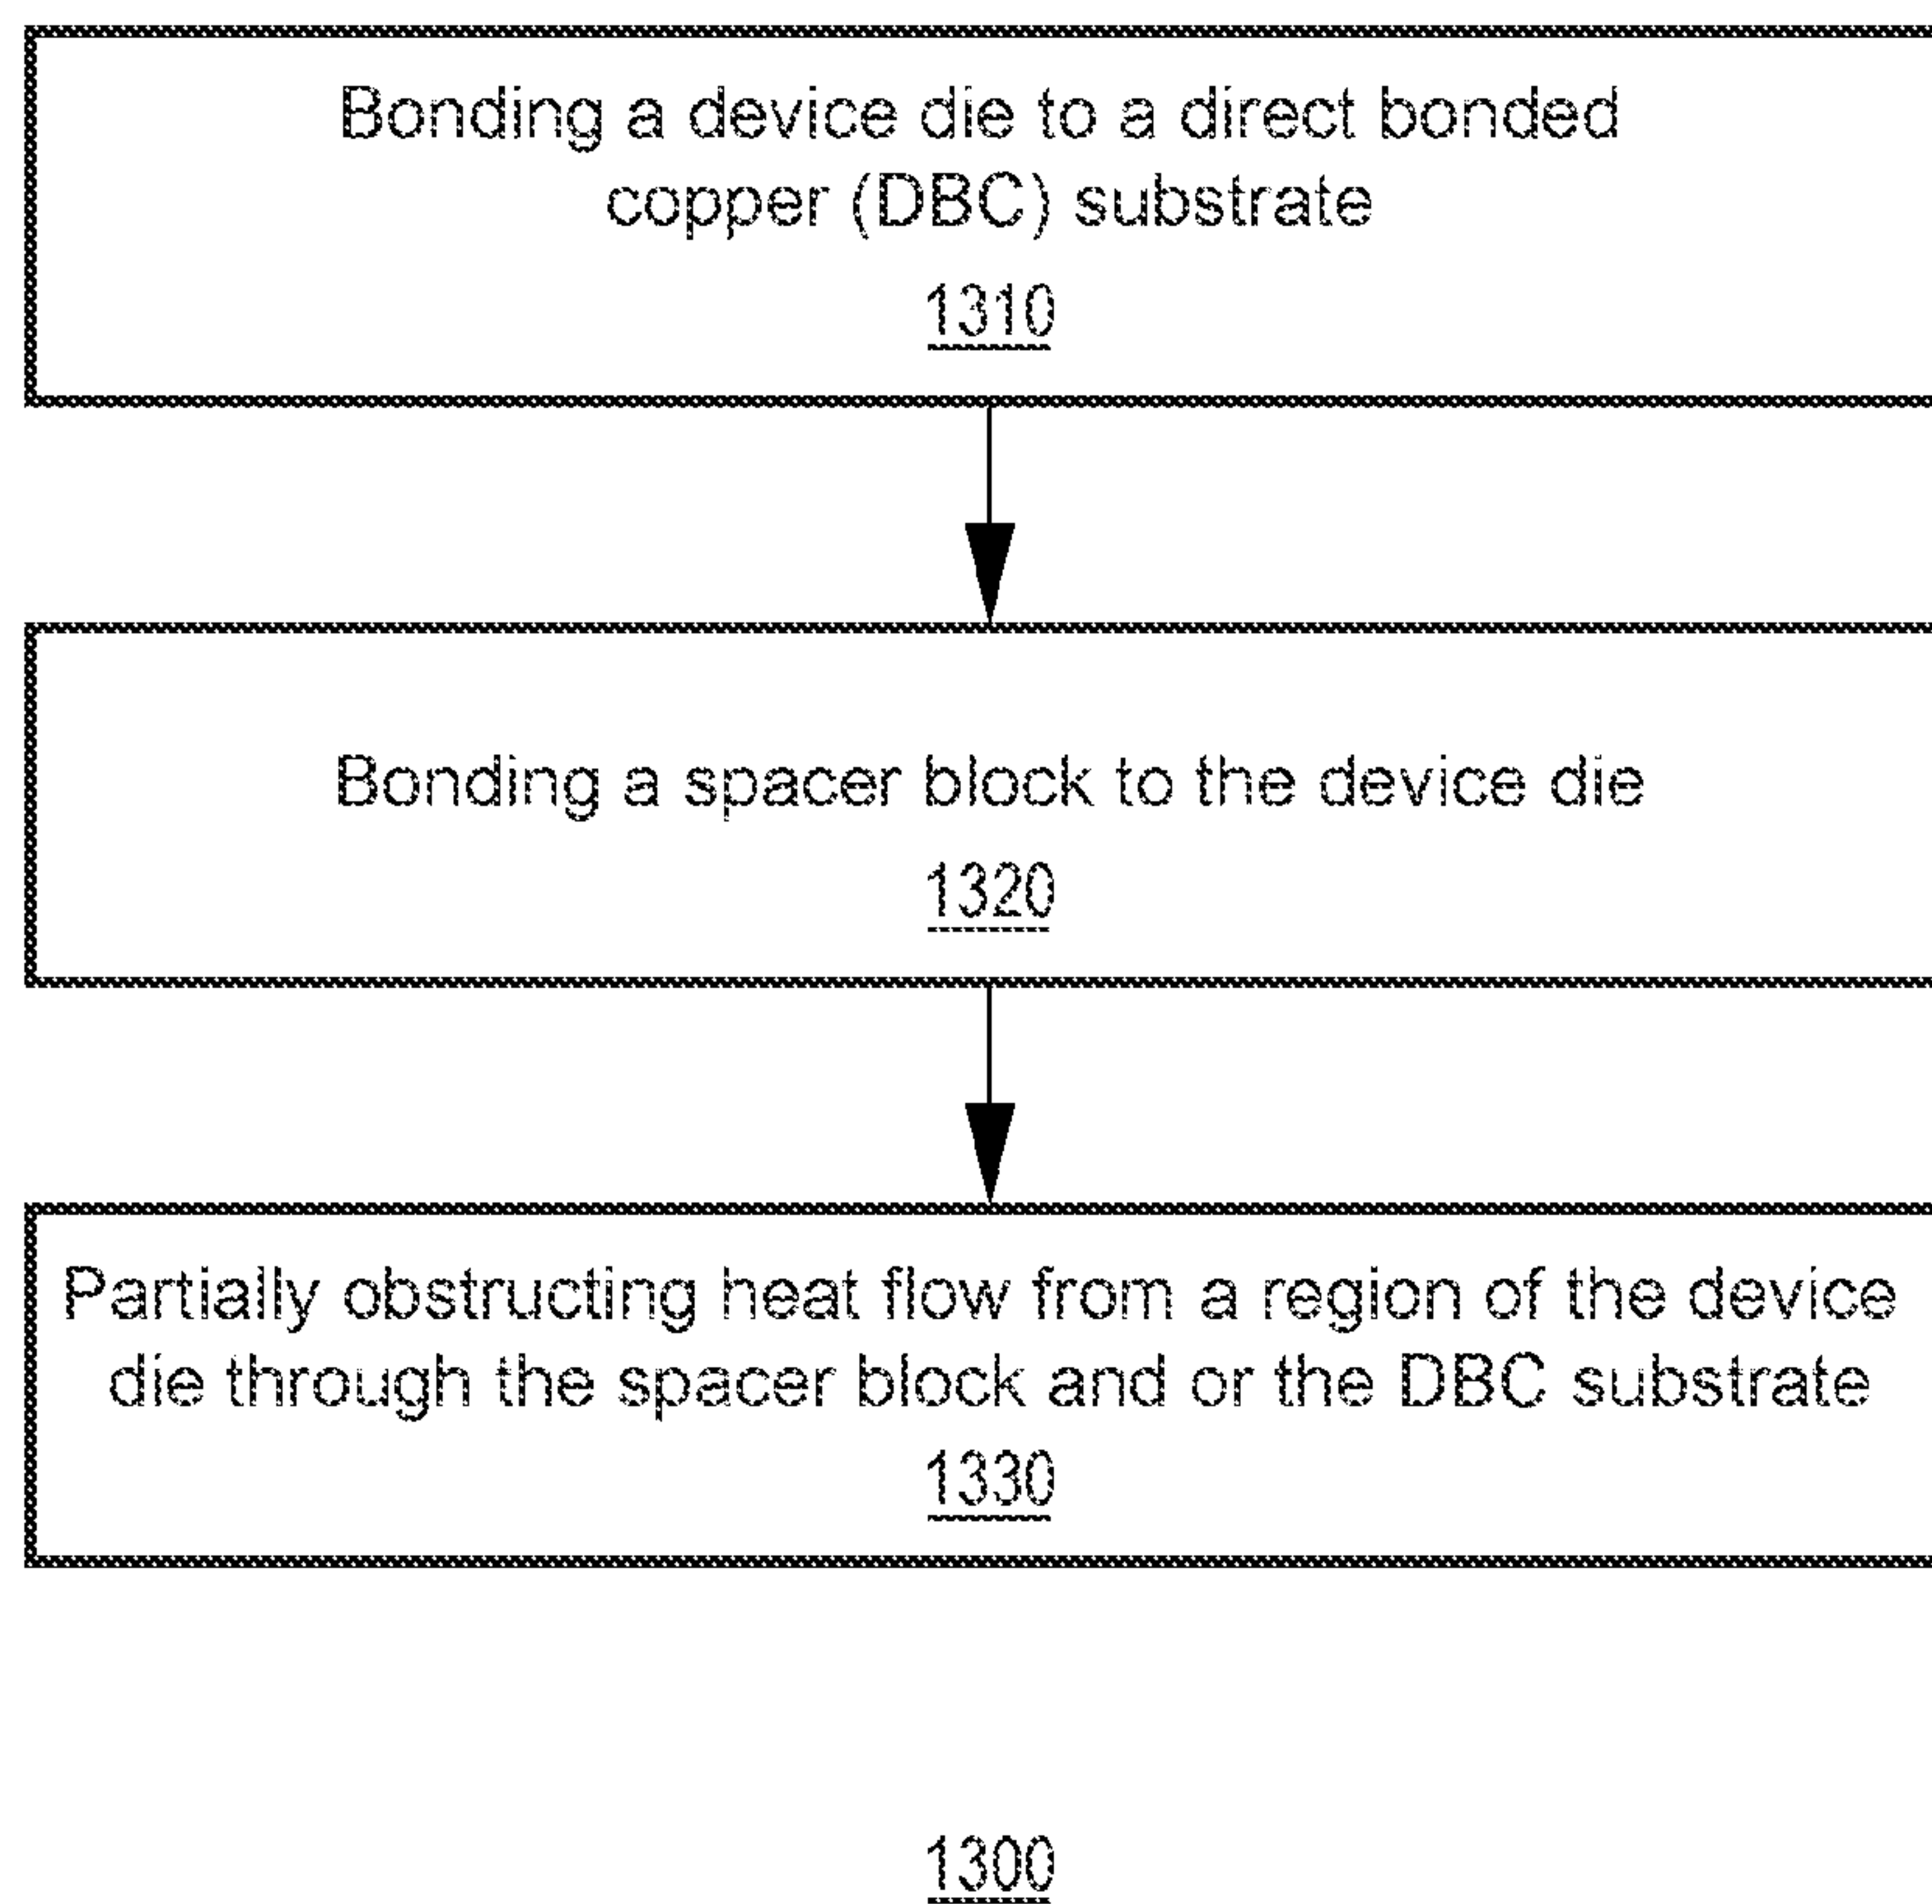 Bonding a device die to a direct bonded
copper (DBC) substrate
1310
Bonding a spacer block to the device die
1320
Partially obstructing heat flow from a region of the device
die through the spacer block and or the DBC substrate
1330
1300